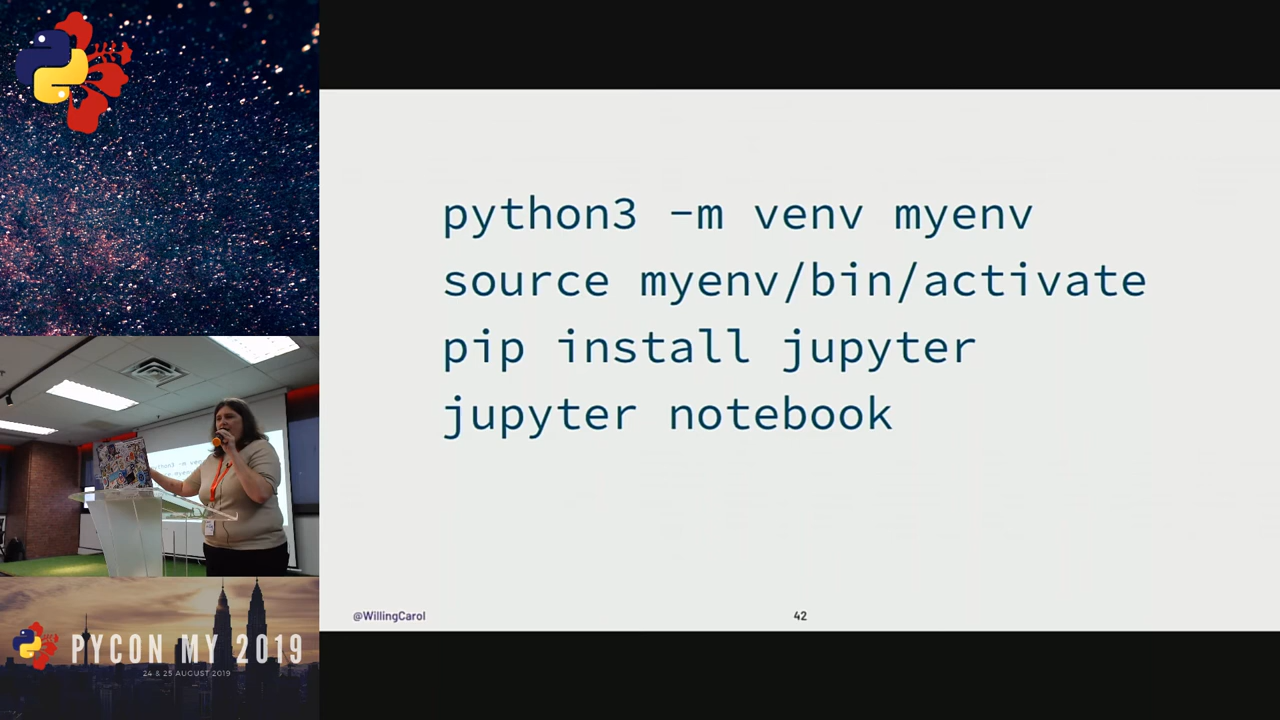 python3 -m venv myenv
source myenv/bin/activate
pip install jupyter
jupyter notebook
@WillingCarol
42
PYCON MY 2019
24 & 25 AUGUST 2019